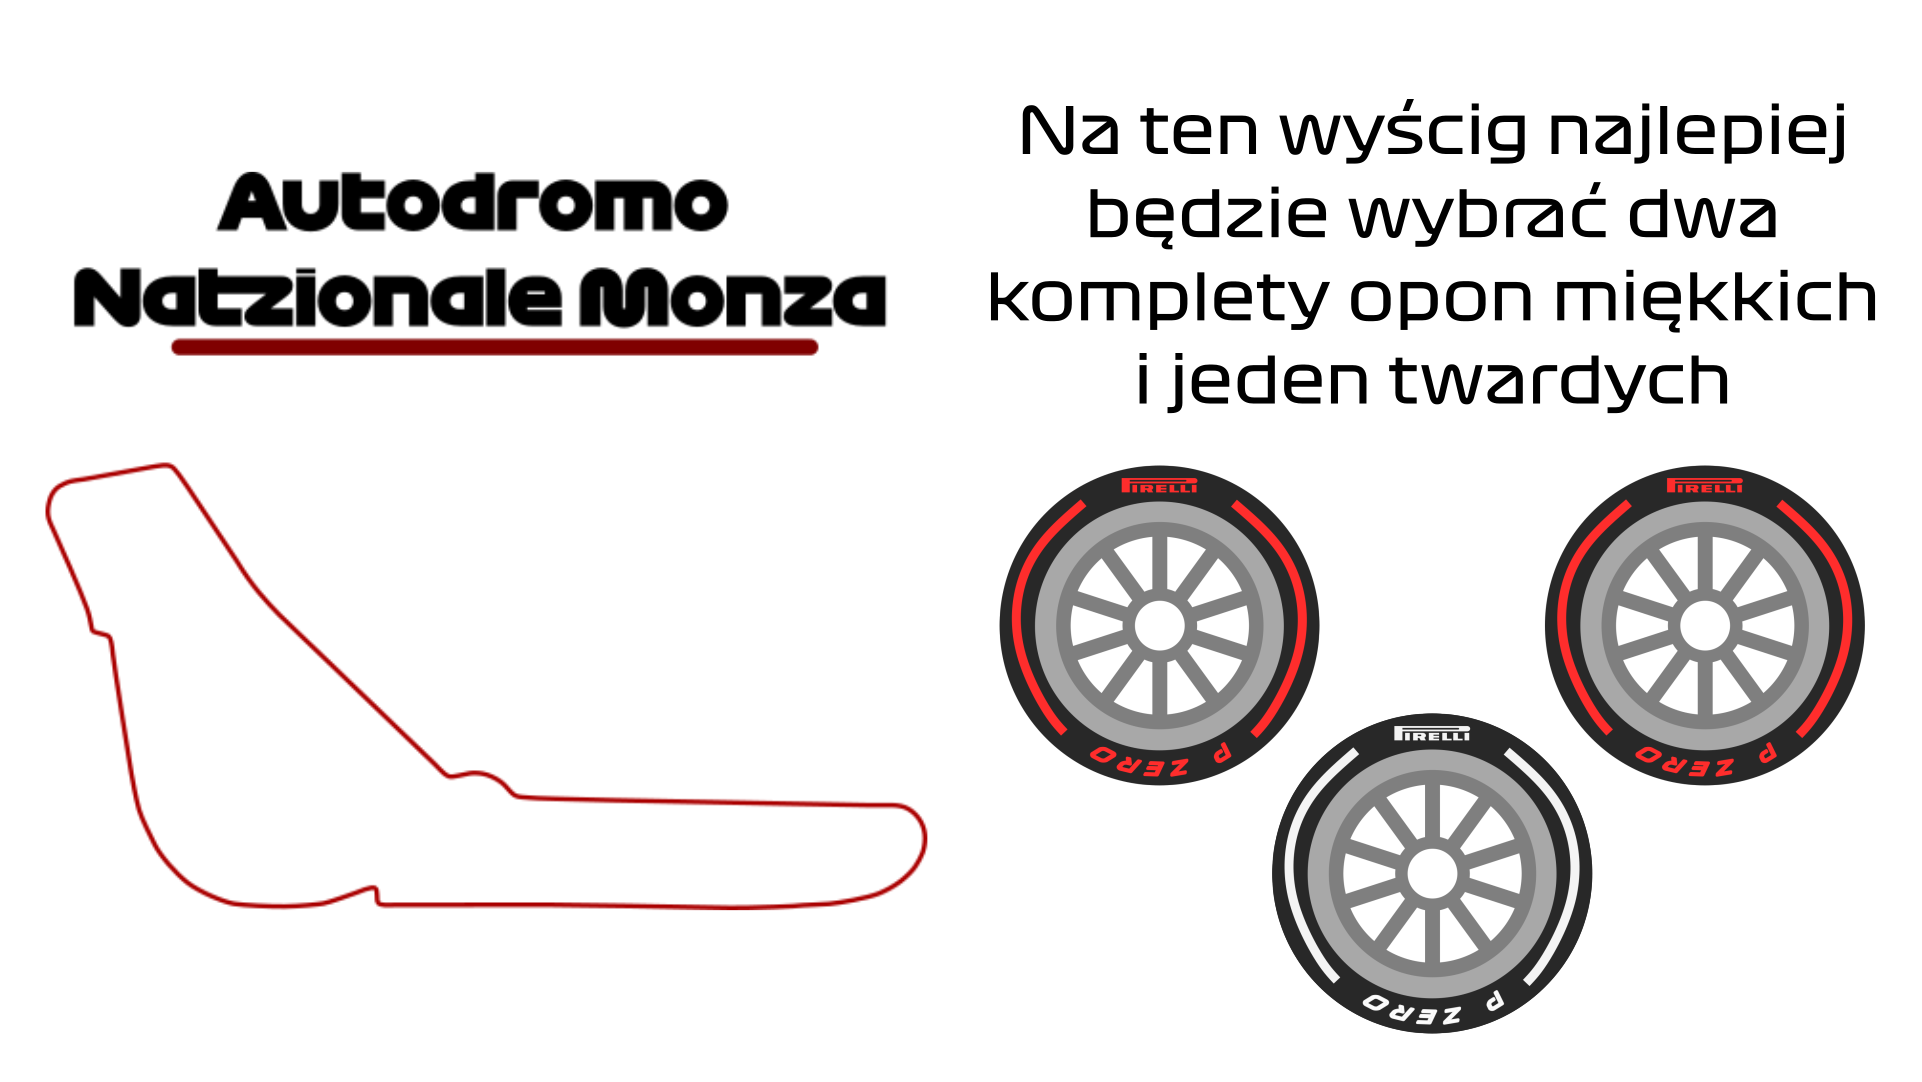 Autodromo
Natzionale Monza
Na ten wyścig najlepiej
będzie wybrać dwa
komplety opon miękkich
i jeden twardych
PIRELLI
P ZERO
PIRELLI
P ZERO
PIRELLI
P ZERO